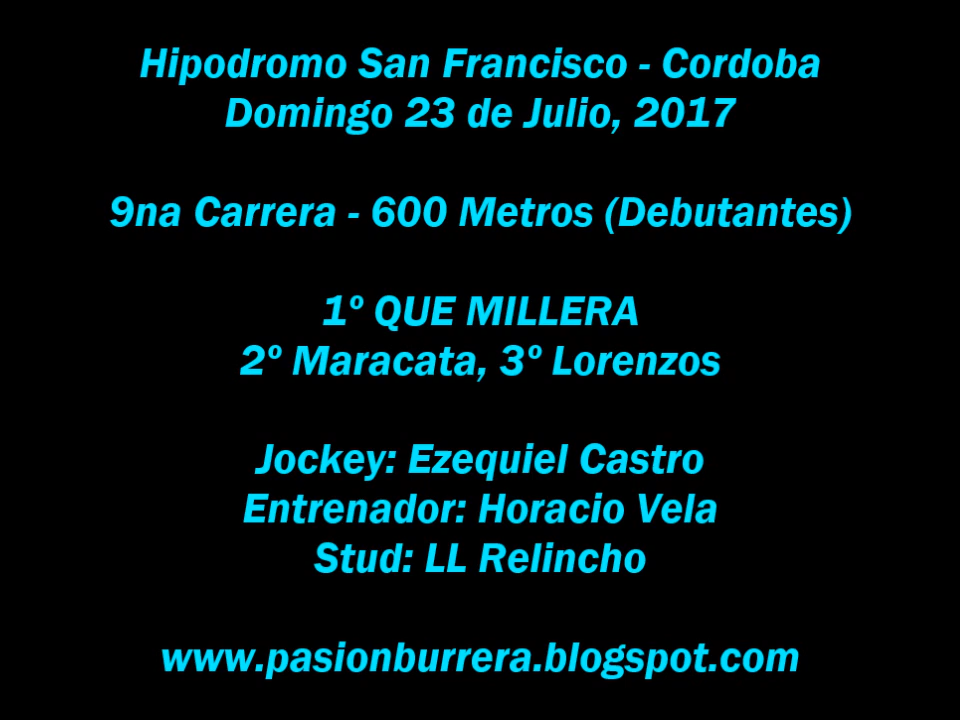 Hipodromo San Francisco - Cordoba
Domingo 23 de Julio, 2017
9na Carrera - 600 Metros (Debutantes)
1º QUE MILLERA
2º Maracata, 3º Lorenzos
Jockey: Ezequiel Castro
Entrenador: Horacio Vela
Stud: LL Relincho
www.pasionburrera.blogspot.com